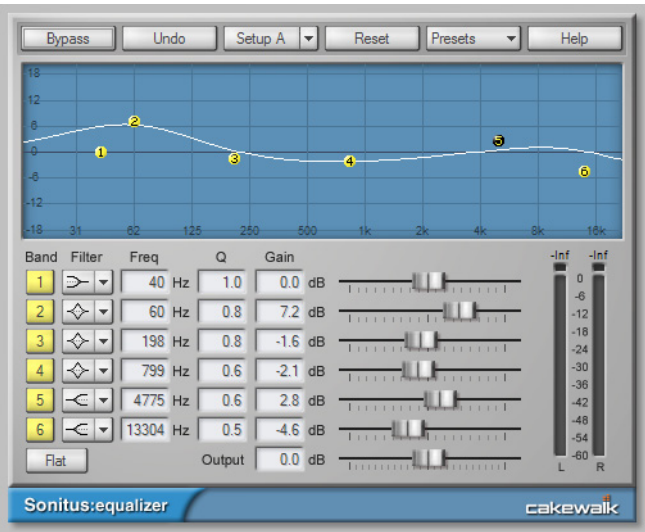 Bypass Undo Setup A Reset Presets Help
18
12
6
0
-6
-12
-18 31 62 125 250 500 1k 2k 4k 8k 16k
1 2 3 4 5 6
Band Filter Freq Q Gain -Inf -Inf
1 40 Hz 1.0 0.0 dB
2 60 Hz 0.8 7.2 dB
3 198 Hz 0.8 -1.6 dB
4 799 Hz 0.6 -2.1 dB
5 4775 Hz 0.6 2.8 dB
6 13304 Hz 0.5 -4.6 dB
Flat Output 0.0 dB
0
-6
-12
-18
-24
-30
-36
-42
-48
-54
-60
L R
Sonitus:equalizer cakewalk